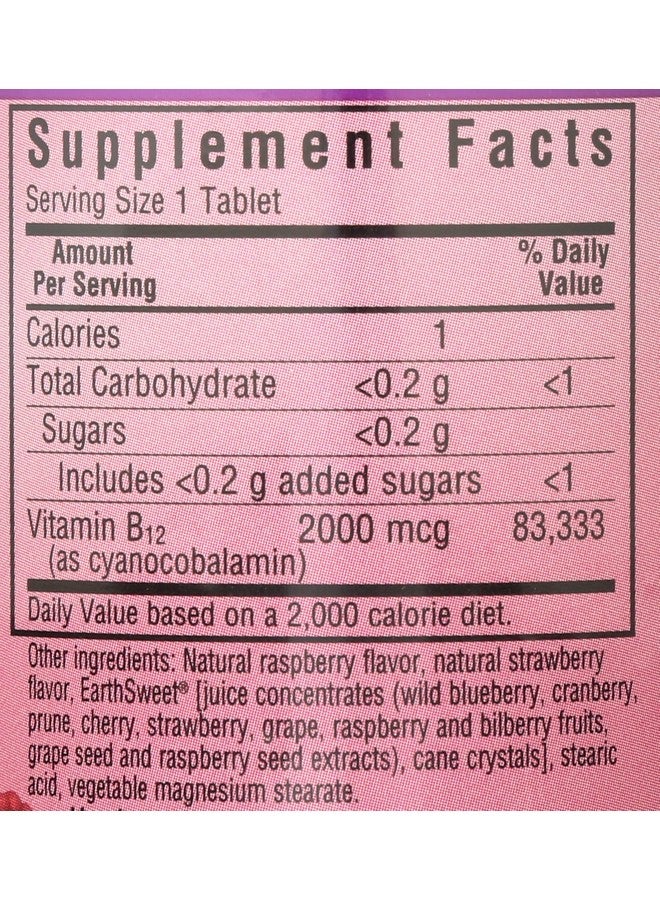 Supplement Facts
Serving Size 1 Tablet
Amount % Daily
Per Serving Value
Calories 1
Total Carbohydrate <0.2 g <1
Sugars <0.2 g
Includes <0.2 g added sugars <1
Vitamin B12 2000 mcg 83,333
(as cyanocobalamin)
Daily Value based on a 2,000 calorie diet.
Other ingredients: Natural raspberry flavor, natural strawberry
flavor, EarthSweet® [juice concentrates (wild blueberry, cranberry,
prune, cherry, strawberry, grape, raspberry and bilberry fruits,
grape seed and raspberry seed extracts), cane crystals], stearic
acid, vegetable magnesium stearate.